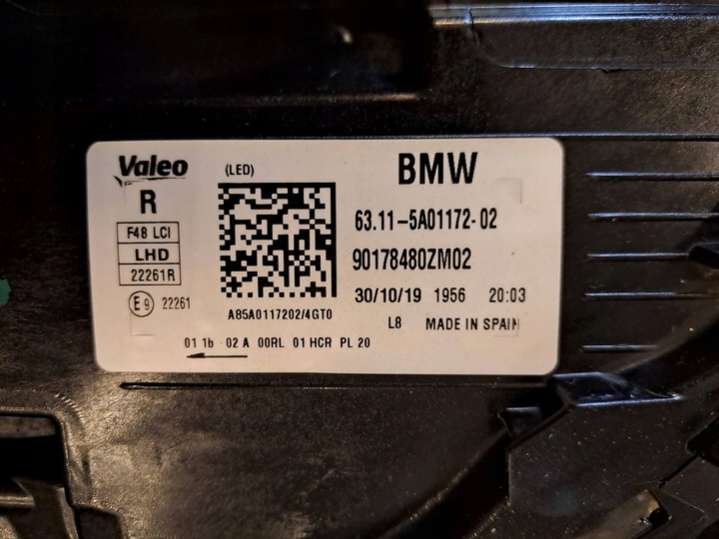 Valeo
(LED)
BMW
R
63.11-5A01172-02
F48 LCI
LHD
90178480ZM02
22261R
30/10/19 1956 20:03
E9 22261
A85A0117202/4GT0
L8 MADE IN SPAIN
01 1b 02 A 00RL 01 HCR PL 20